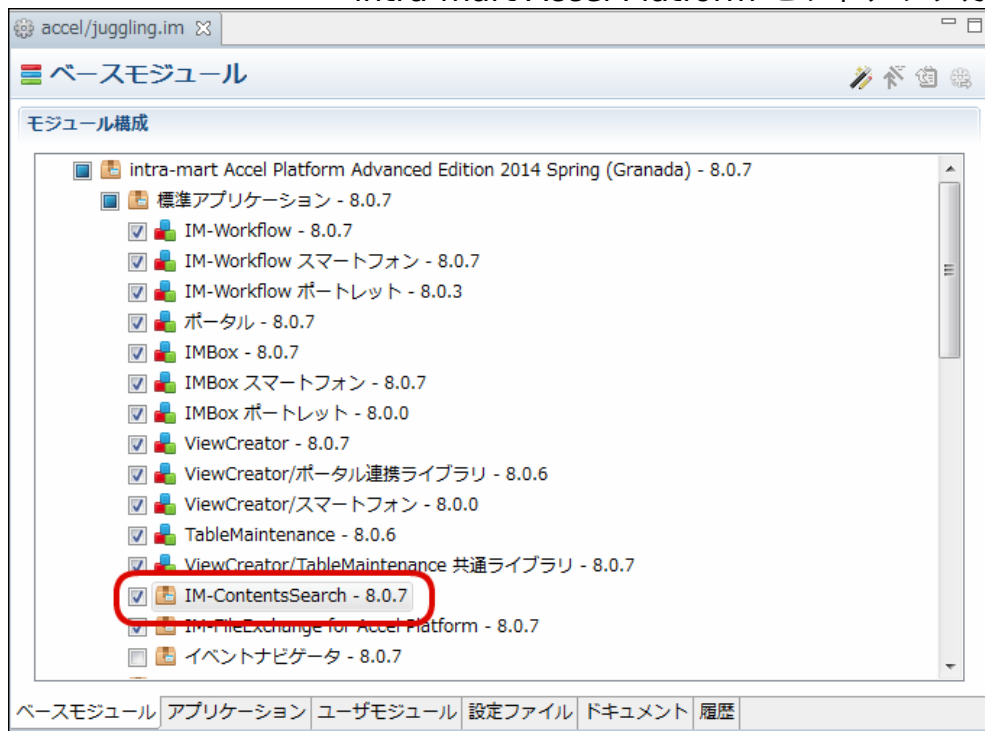 accel/juggling.im
ベースモジュール
モジュール構成
intra-mart Accel Platform Advanced Edition 2014 Spring (Granada) - 8.0.7
標準アプリケーション - 8.0.7
IM-Workflow - 8.0.7
IM-Workflow スマートフォン - 8.0.7
IM-Workflow ポートレット - 8.0.3
ポータル - 8.0.7
IMBox - 8.0.7
IMBox スマートフォン - 8.0.7
IMBox ポートレット - 8.0.0
ViewCreator - 8.0.7
ViewCreator/ポータル連携ライブラリ - 8.0.6
ViewCreator/スマートフォン - 8.0.0
TableMaintenance - 8.0.6
ViewCreator/TableMaintenance 共通ライブラリ - 8.0.7
IM-ContentsSearch - 8.0.7
IM-FileExchange for Accel Platform - 8.0.7
イベントナビゲータ - 8.0.7
ベースモジュール アプリケーション ユーザモジュール 設定ファイル ドキュメント 履歴